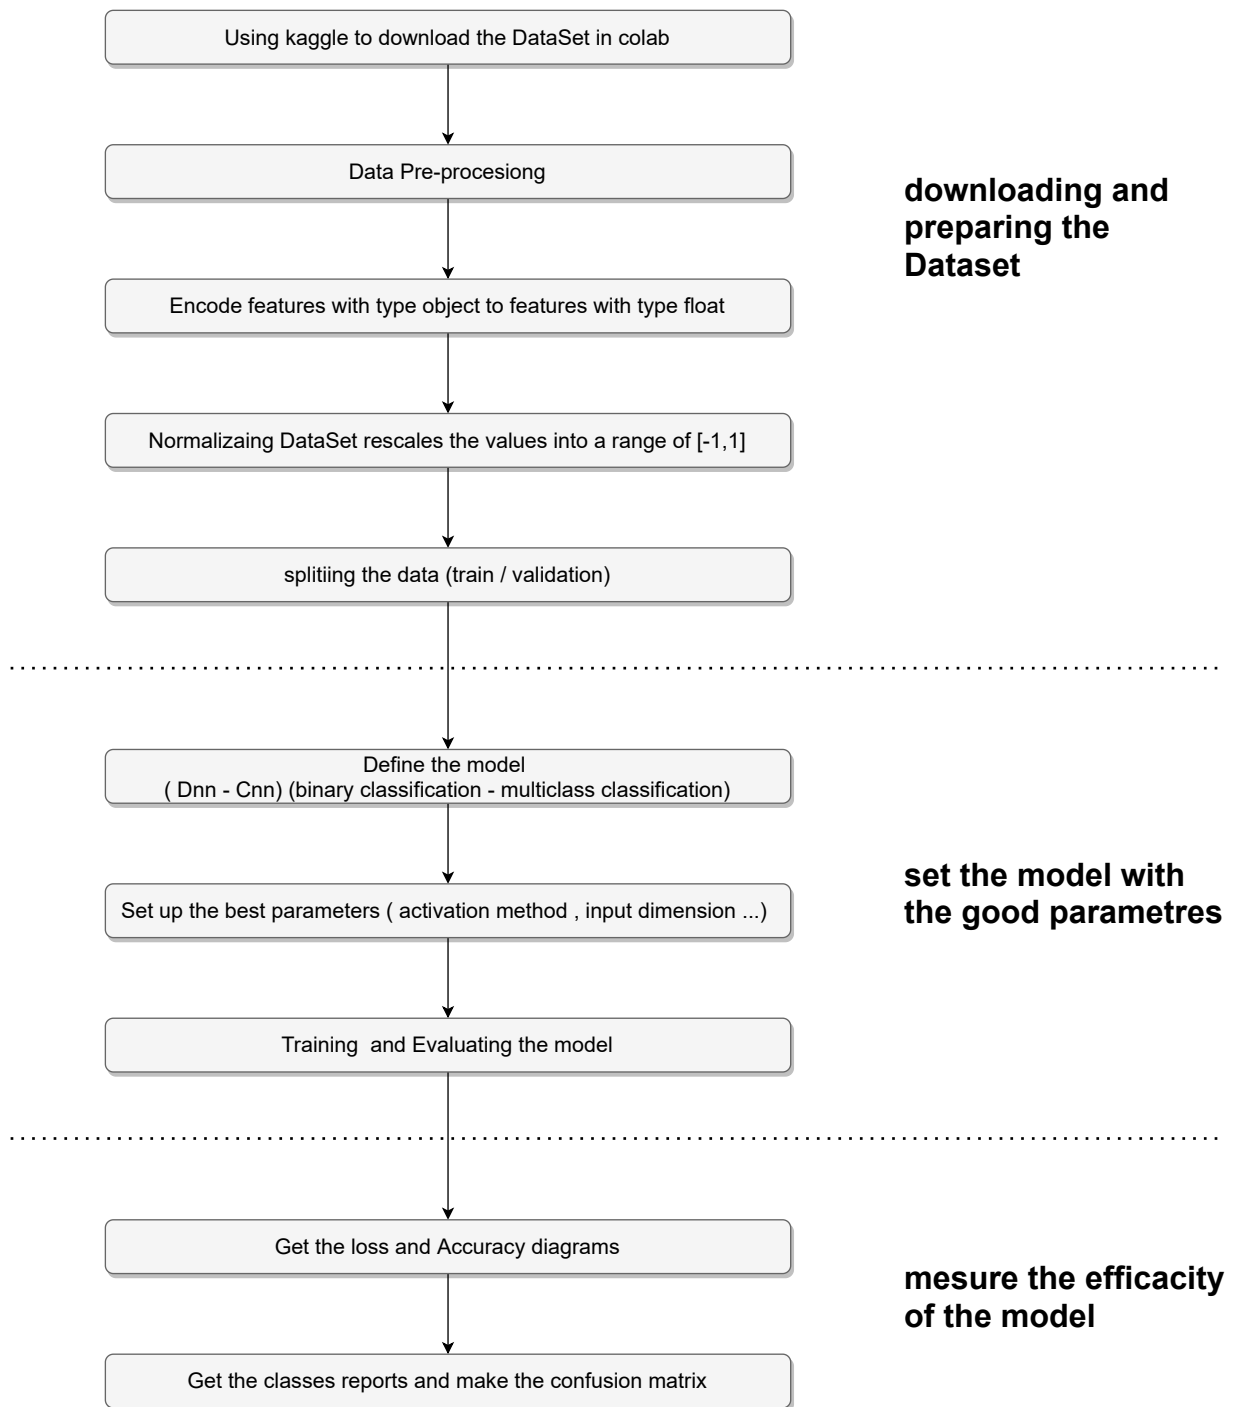 Using kaggle to download the DataSet in colab
Data Pre-procesiong
downloading and
preparing the
Dataset
Encode features with type object to features with type float
Normalizaing DataSet rescales the values into a range of [-1,1]
splitiing the data (train / validation)
Define the model
( Dnn - Cnn) (binary classification - multiclass classification)
set the model with
the good parametres
Set up the best parameters ( activation method , input dimension ...)
Training  and Evaluating the model
Get the loss and Accuracy diagrams
mesure the efficacity
of the model
Get the classes reports and make the confusion matrix